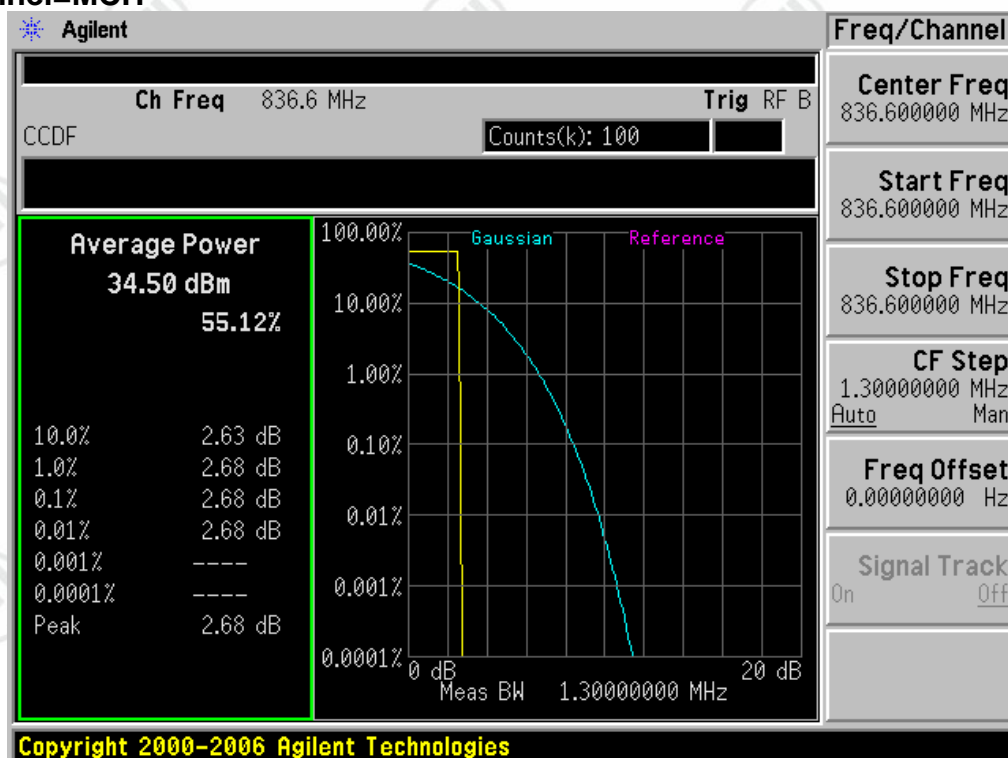 Agilent
Freq/Channel
Ch Freq 836.6 MHz Trig RF B
CCDF Counts(k): 100
Average Power
34.50 dBm
55.12%
10.0% 2.63 dB
1.0% 2.68 dB
0.1% 2.68 dB
0.01% 2.68 dB
0.001% ----
0.0001% ----
Peak 2.68 dB
Gaussian Reference
100.00%
10.00%
1.00%
0.10%
0.01%
0.001%
0.0001%
0 dB 20 dB
Meas BW 1.30000000 MHz
Center Freq
836.600000 MHz
Start Freq
836.600000 MHz
Stop Freq
836.600000 MHz
CF Step
1.30000000 MHz
Auto Man
Freq Offset
0.00000000 Hz
Signal Track
On Off
Copyright 2000-2006 Agilent Technologies